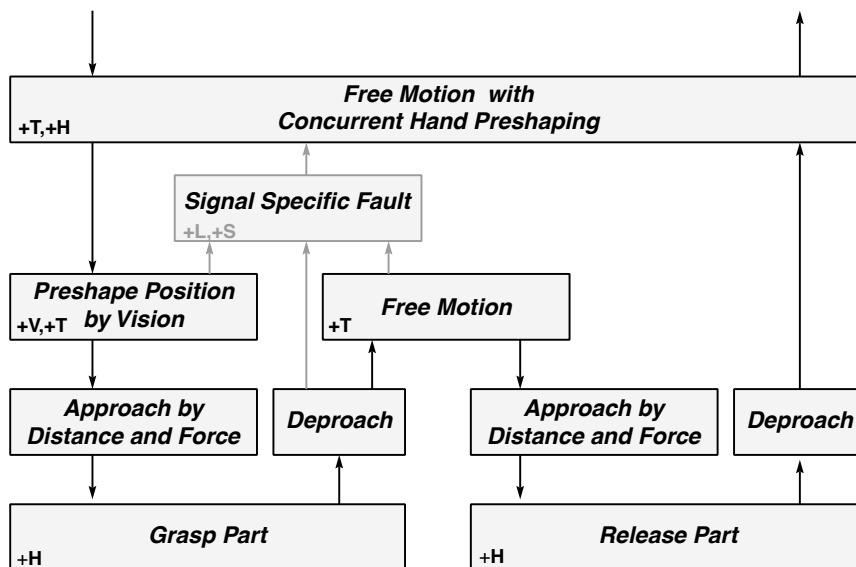 Free Motion with
Concurrent Hand Preshaping
+T,+H
Signal Specific Fault
+L,+S
Preshape Position
by Vision
+V,+T
Free Motion
+T
Approach by
Distance and Force
Deproach
Approach by
Distance and Force
Deproach
Grasp Part
+H
Release Part
+H